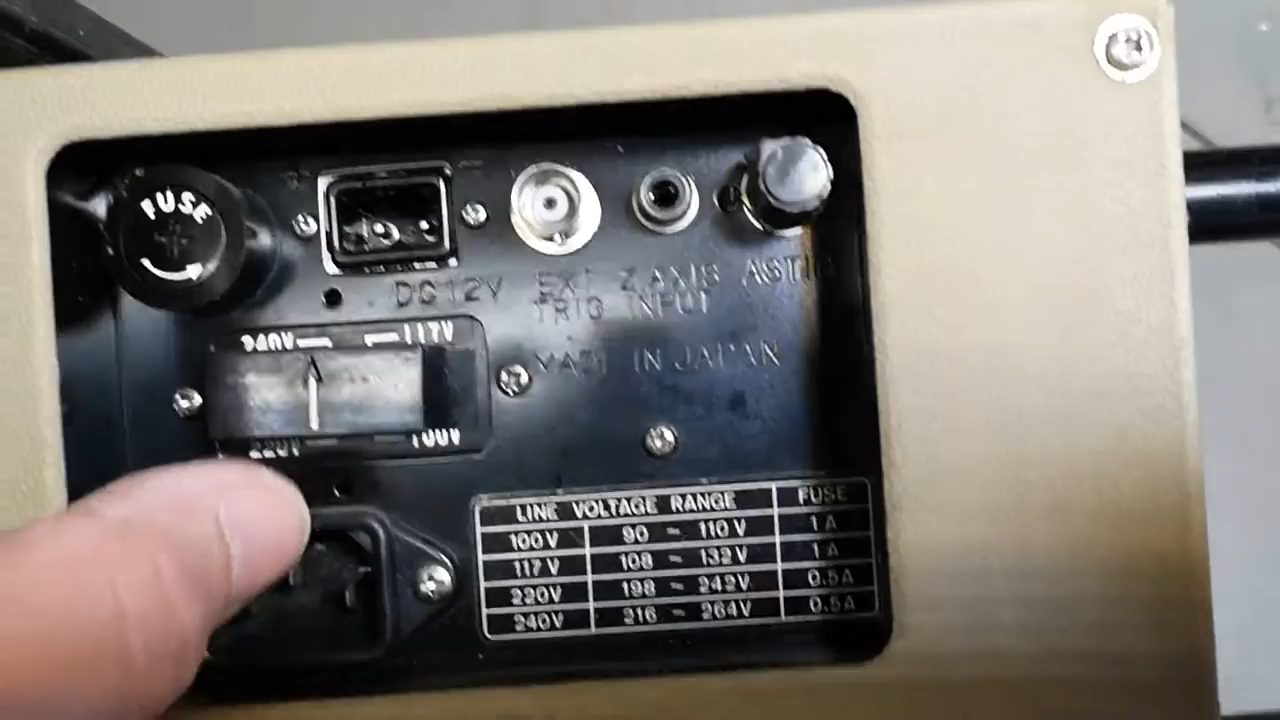 FUSE
DC12V
EXT
TRIG
Z.AXIS
INPUT
ASTIG
240V
117V
MADE IN JAPAN
220V
100V
LINE VOLTAGE RANGE FUSE
100V 90 ~ 110V 1A
117V 108 ~ 132V 1A
220V 198 ~ 242V 0.5A
240V 216 ~ 264V 0.5A